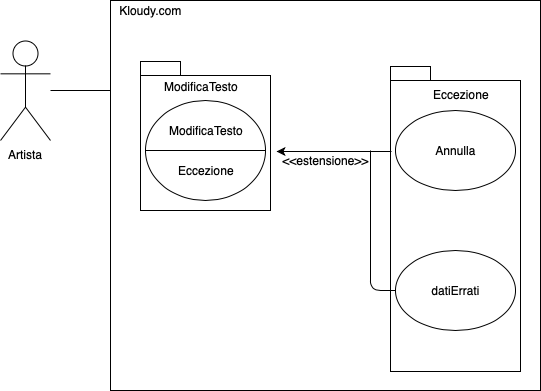 Kloudy.com
Artista
ModificaTesto
ModificaTesto
Eccezione
<<estensione>>
Eccezione
Annulla
datiErrati